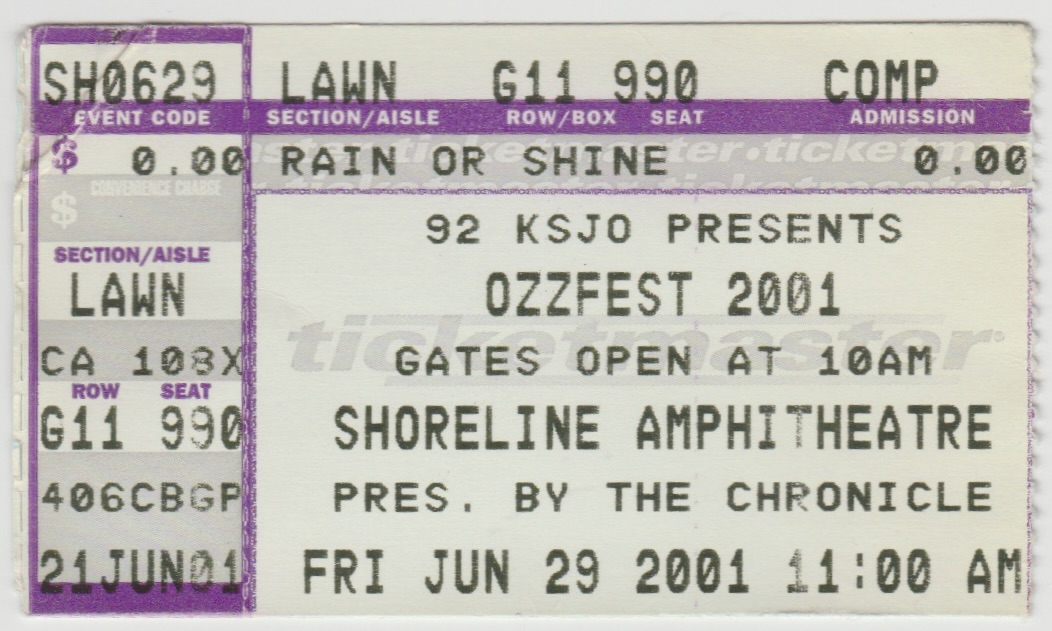 SH0629 LAWN G11 990 COMP
EVENT CODE SECTION/AISLE ROW/BOX SEAT ADMISSION
$ 0.00 RAIN OR SHINE 0.00
$ CONVENIENCE CHARGE
92 KSJO PRESENTS
SECTION/AISLE
LAWN
OZZFEST 2001
ticketmaster
CA 108X
GATES OPEN AT 10AM
ROW SEAT
G11 990
SHORELINE AMPHITHEATRE
406CBGP
PRES. BY THE CHRONICLE
21JUN01
FRI JUN 29 2001 11:00 AM